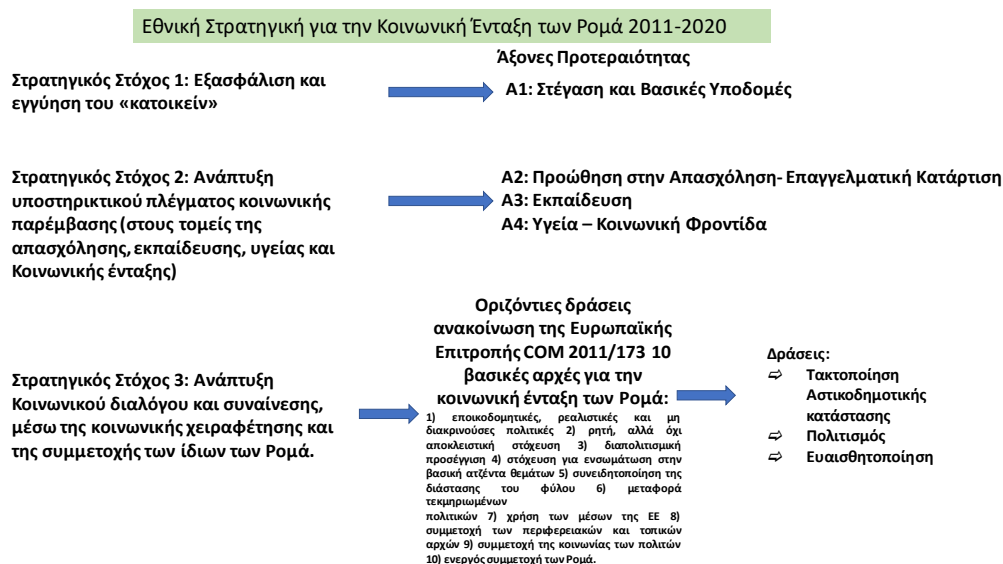 Εθνική Στρατηγική για την Κοινωνική Ένταξη των Ρομά 2011-2020
Άξονες Προτεραιότητας
Στρατηγικός Στόχος 1: Εξασφάλιση και
εγγύηση του «κατοικείν»
Α1: Στέγαση και Βασικές Υποδομές
Στρατηγικός Στόχος 2: Ανάπτυξη
υποστηρικτικού πλέγματος κοινωνικής
παρέμβασης (στους τομείς της
απασχόλησης, εκπαίδευσης, υγείας και
Κοινωνικής ένταξης)
Α2: Προώθηση στην Απασχόληση- Επαγγελματική Κατάρτιση
Α3: Εκπαίδευση
Α4: Υγεία – Κοινωνική Φροντίδα
Στρατηγικός Στόχος 3: Ανάπτυξη
Κοινωνικού διαλόγου και συναίνεσης,
μέσω της κοινωνικής χειραφέτησης και
της συμμετοχής των ίδιων των Ρομά.
Οριζόντιες δράσεις
ανακοίνωση της Ευρωπαϊκής
Επιτροπής COM 2011/173 10
βασικές αρχές για την
κοινωνική ένταξη των Ρομά:
1) εποικοδομητικές, ρεαλιστικές και μη
διακρινούσες πολιτικές 2) ρητή, αλλά όχι
αποκλειστική στόχευση 3) διαπολιτισμική
προσέγγιση 4) στόχευση για ενσωμάτωση στην
βασική ατζέντα θεμάτων 5) συνειδητοποίηση της
διάστασης του φύλου 6) μεταφορά
τεκμηριωμένων
πολιτικών 7) χρήση των μέσων της ΕΕ 8)
συμμετοχή των περιφερειακών και τοπικών
αρχών 9) συμμετοχή της κοινωνίας των πολιτών
10) ενεργός συμμετοχή των Ρομά.
Δράσεις:
⇨ Τακτοποίηση
Αστικοδημοτικής
κατάστασης
⇨ Πολιτισμός
⇨ Ευαισθητοποίηση